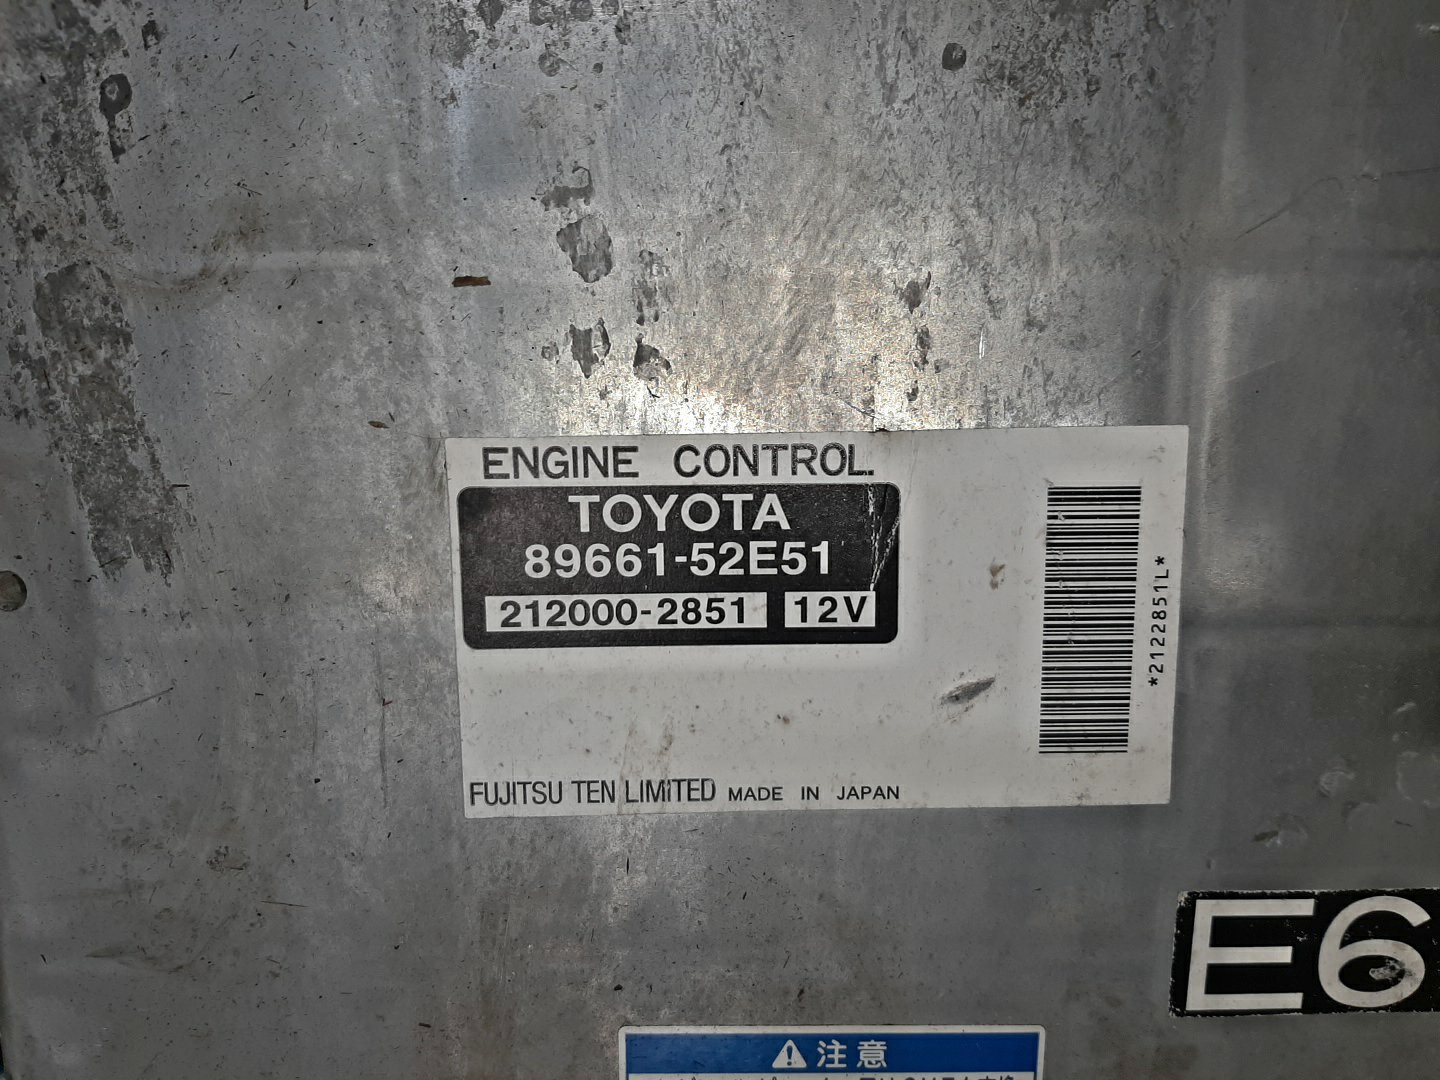 ENGINE CONTROL.
TOYOTA
89661-52E51
212000-2851 12V
*2122851L*
FUJITSU TEN LIMITED MADE IN JAPAN
E6
注意